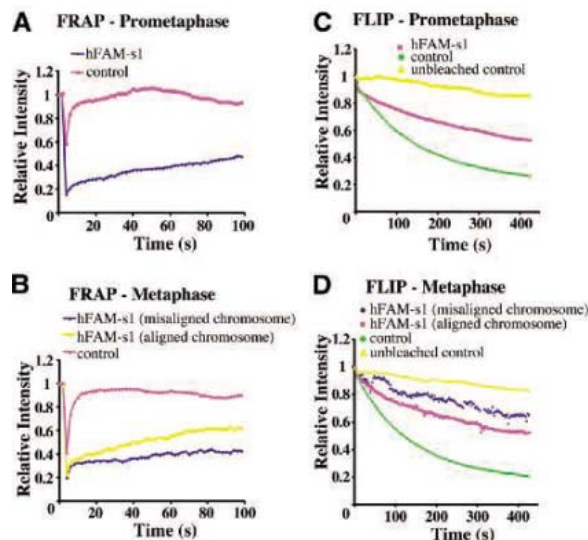 A
FRAP - Prometaphase
hFAM-s1
control
Relative Intensity
1.2
1
0.8
0.6
0.4
0.2
0
20
40
60
80
100
Time (s)
C
FLIP - Prometaphase
hFAM-s1
control
unbleached control
Relative Intensity
1.2
1
0.8
0.6
0.4
0.2
0
100
200
300
400
Time (s)
B
FRAP - Metaphase
hFAM-s1 (misaligned chromosome)
hFAM-s1 (aligned chromosome)
control
Relative Intensity
1.2
1
0.8
0.6
0.4
0.2
0
20
40
60
80
100
Time (s)
D
FLIP - Metaphase
hFAM-s1 (misaligned chromosome)
hFAM-s1 (aligned chromosome)
control
unbleached control
Relative Intensity
1.2
1
0.8
0.6
0.4
0.2
0
100
200
300
400
Time (s)